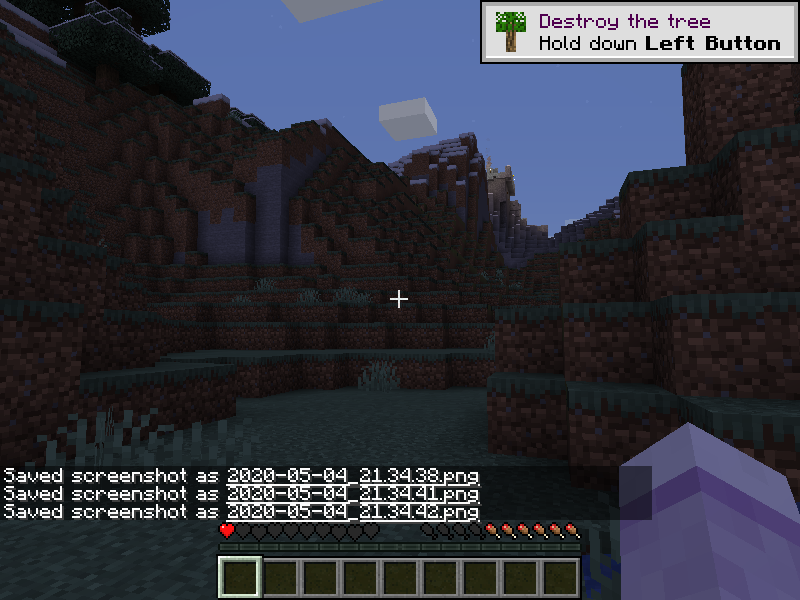 Destroy the tree
Hold down Left Button
Saved screenshot as 2020-05-04_21.34.38.png
Saved screenshot as 2020-05-04_21.34.41.png
Saved screenshot as 2020-05-04_21.34.42.png